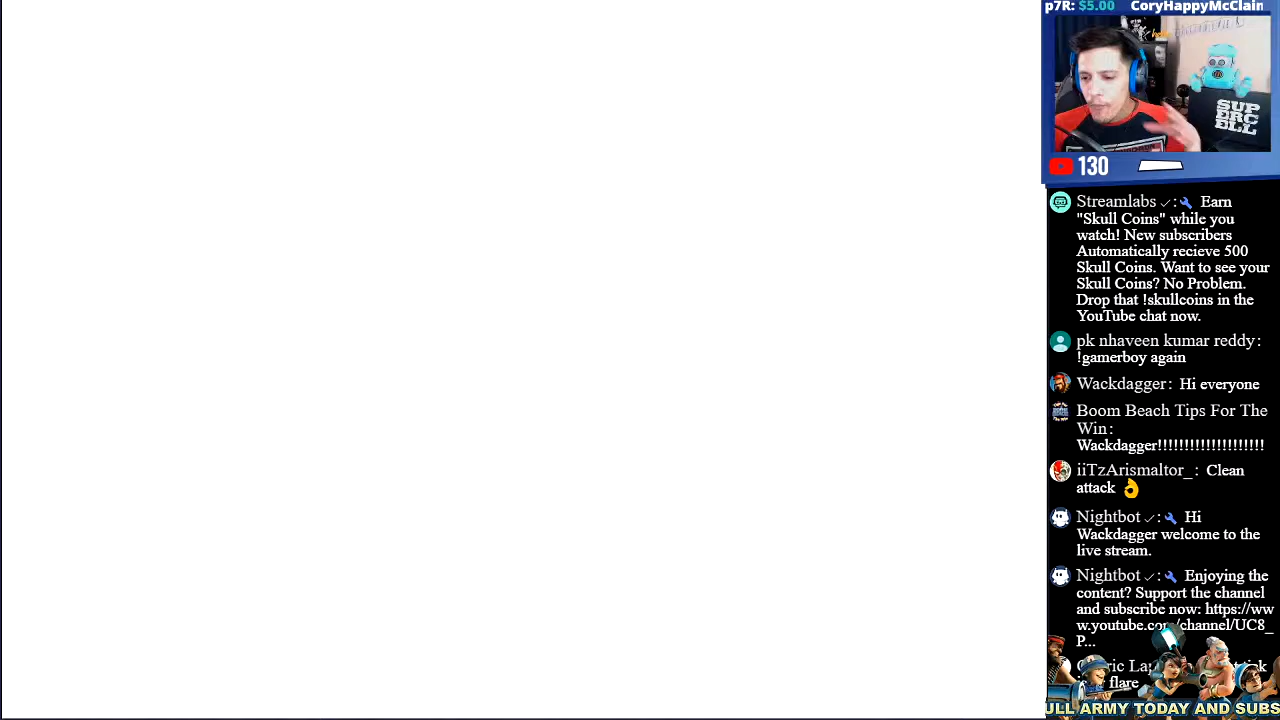 p7R: $5.00 CoryHappyMcClain
SUP
ERC
ELL
130
Streamlabs ✓: Earn
"Skull Coins" while you
watch! New subscribers
Automatically recieve 500
Skull Coins. Want to see your
Skull Coins? No Problem.
Drop that !skullcoins in the
YouTube chat now.
pk nhaveen kumar reddy:
!gamerboy again
Wackdagger: Hi everyone
Boom Beach Tips For The
Win:
Wackdagger!!!!!!!!!!!!!!!!!!!!
iiTzArismaltor_: Clean
attack 👌
Nightbot ✓: Hi
Wackdagger welcome to the
live stream.
Nightbot ✓: Enjoying the
content? Support the channel
and subscribe now: https://ww
w.youtube.com/channel/UC8_
P...
flare
ULL ARMY TODAY AND SUBS